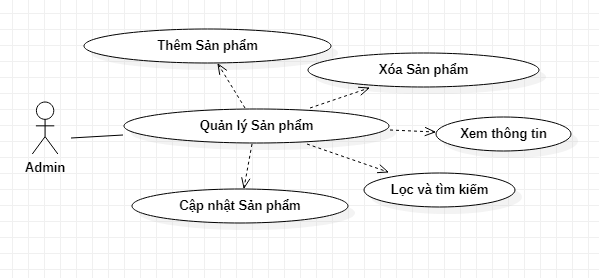 Thêm Sản phẩm
Xóa Sản phẩm
Quản lý Sản phẩm
Xem thông tin
Admin
Lọc và tìm kiếm
Cập nhật Sản phẩm